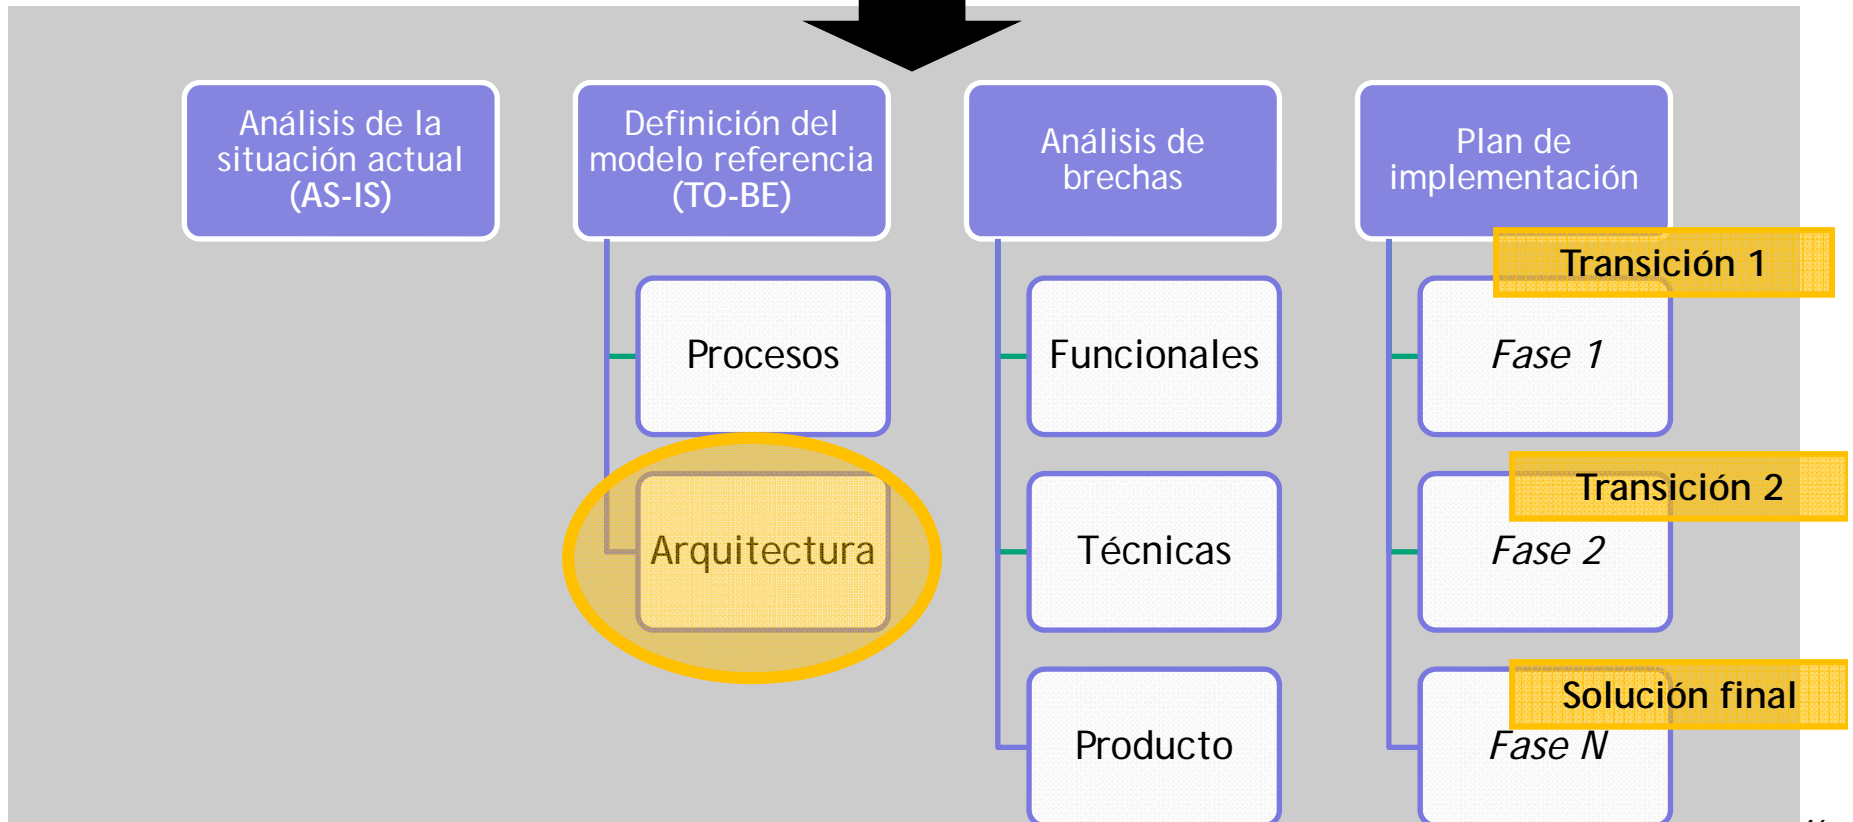 Análisis de la
situación actual
(AS-IS)
Definición del
modelo referencia
(TO-BE)
Análisis de
brechas
Plan de
implementación
Transición 1
Procesos
Funcionales
Fase 1
Transición 2
Arquitectura
Técnicas
Fase 2
Solución final
Producto
Fase N